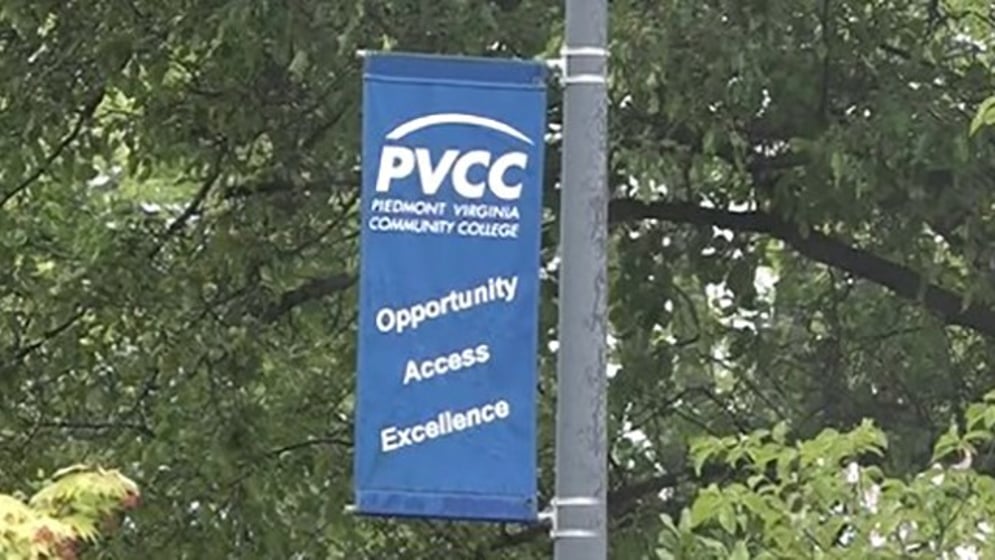 PVCC
PIEDMONT VIRGINIA
COMMUNITY COLLEGE
Opportunity
Access
Excellence